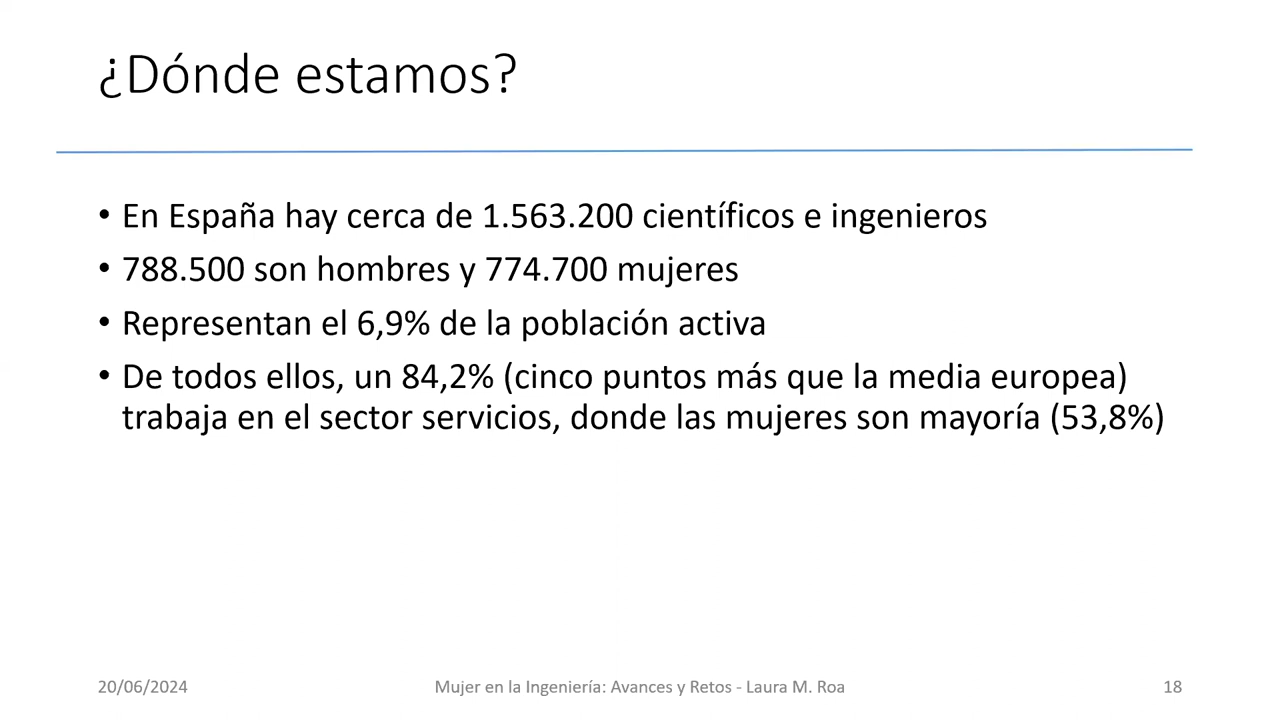 ¿Dónde estamos?
• En España hay cerca de 1.563.200 científicos e ingenieros
• 788.500 son hombres y 774.700 mujeres
• Representan el 6,9% de la población activa
• De todos ellos, un 84,2% (cinco puntos más que la media europea)
trabaja en el sector servicios, donde las mujeres son mayoría (53,8%)
20/06/2024
Mujer en la Ingeniería: Avances y Retos - Laura M. Roa
18